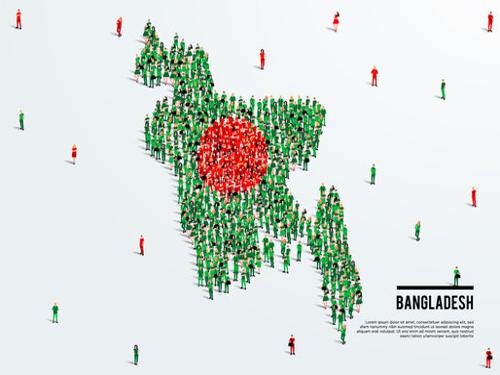 BANGLADESH
Lorem ipsum dolor sit amet, consectetuer adipiscing elit, sed
diam nonummy nibh euismod tincidunt ut laoreet dolore magna
aliquam erat volutpat. Ut wisi enim ad minim veniam, quis nostrud
exerci tation ullamcorper suscipit